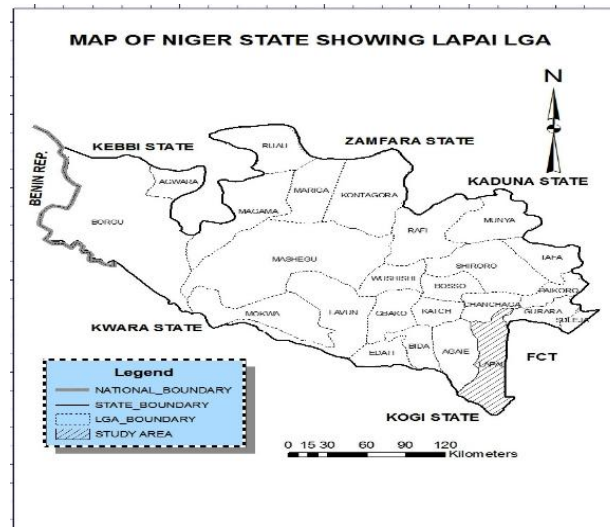 MAP OF NIGER STATE SHOWING LAPAI LGA
N
KEBBI STATE
ZAMFARA STATE
KADUNA STATE
BENIN REP.
RIJAU
AGWARA
MARIGA
KONTAGORA
MAGAMA
BORGU
RAFI
MUNYA
MASHEGU
TAFA
SHIRORO
WUSHISHI
BOSSO
PAIKORO
CHANCHAGA
GURARA
SULEJA
KWARA STATE
MOKWA
LAVUN
GBAKO
KATCH
EDATI
BIDA
AGAIE
LAPAI
FCT
KOGI STATE
Legend
NATIONAL_BOUNDARY
STATE_BOUNDARY
LGA_BOUNDARY
STUDY AREA
0 15 30 60 90 120
Kilometers